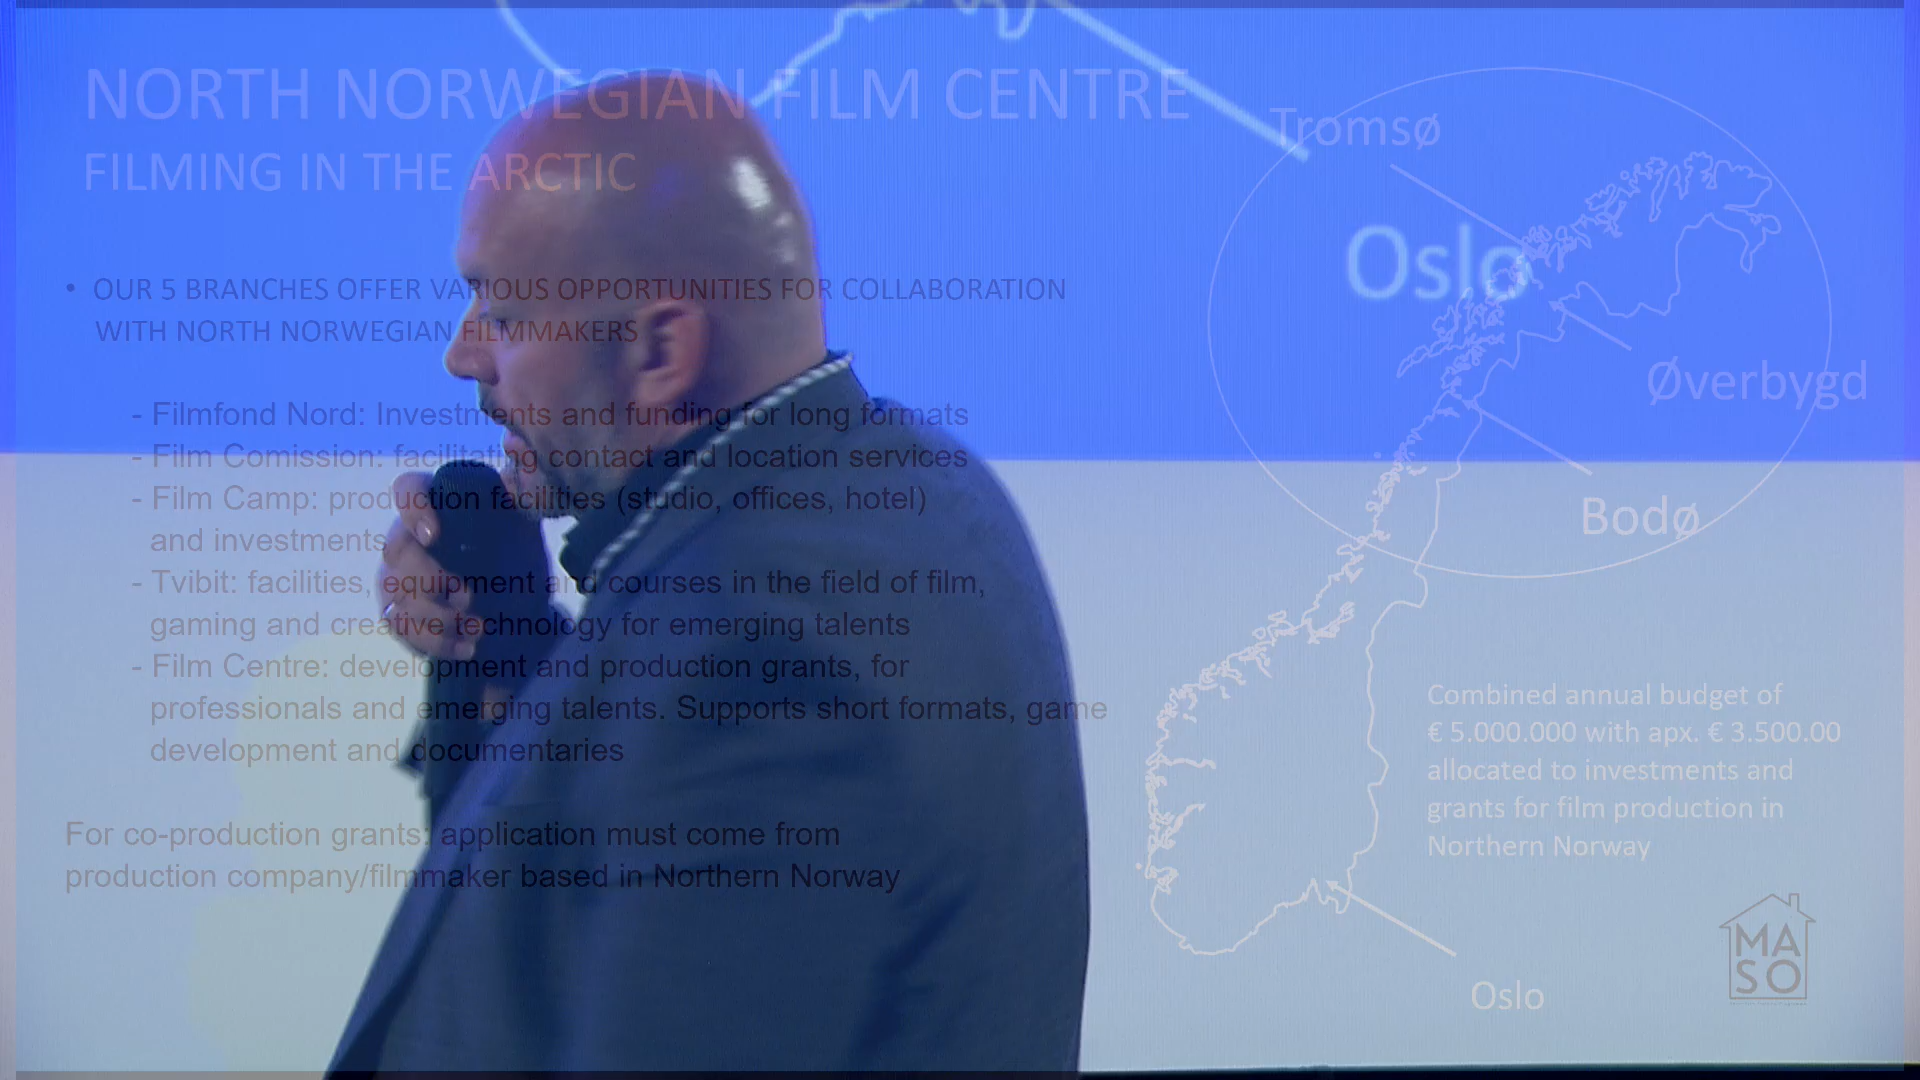 NORTH NORWEGIAN FILM CENTRE
FILMING IN THE ARCTIC
• OUR 5 BRANCHES OFFER VARIOUS OPPORTUNITIES FOR COLLABORATION
WITH NORTH NORWEGIAN FILMMAKERS
- Filmfond Nord: Investments and funding for long formats
- Film Comission: facilitating contact and location services
- Film Camp: production facilities (studio, offices, hotel)
and investments
- Tvibit: facilities, equipment and courses in the field of film,
gaming and creative technology for emerging talents
- Film Centre: development and production grants, for
professionals and emerging talents. Supports short formats, game
development and documentaries
For co-production grants: application must come from
production company/filmmaker based in Northern Norway
Tromsø
Oslo
Øverbygd
Bodø
Combined annual budget of
€ 5.000.000 with apx. € 3.500.00
allocated to investments and
grants for film production in
Northern Norway
Oslo
MA
SO